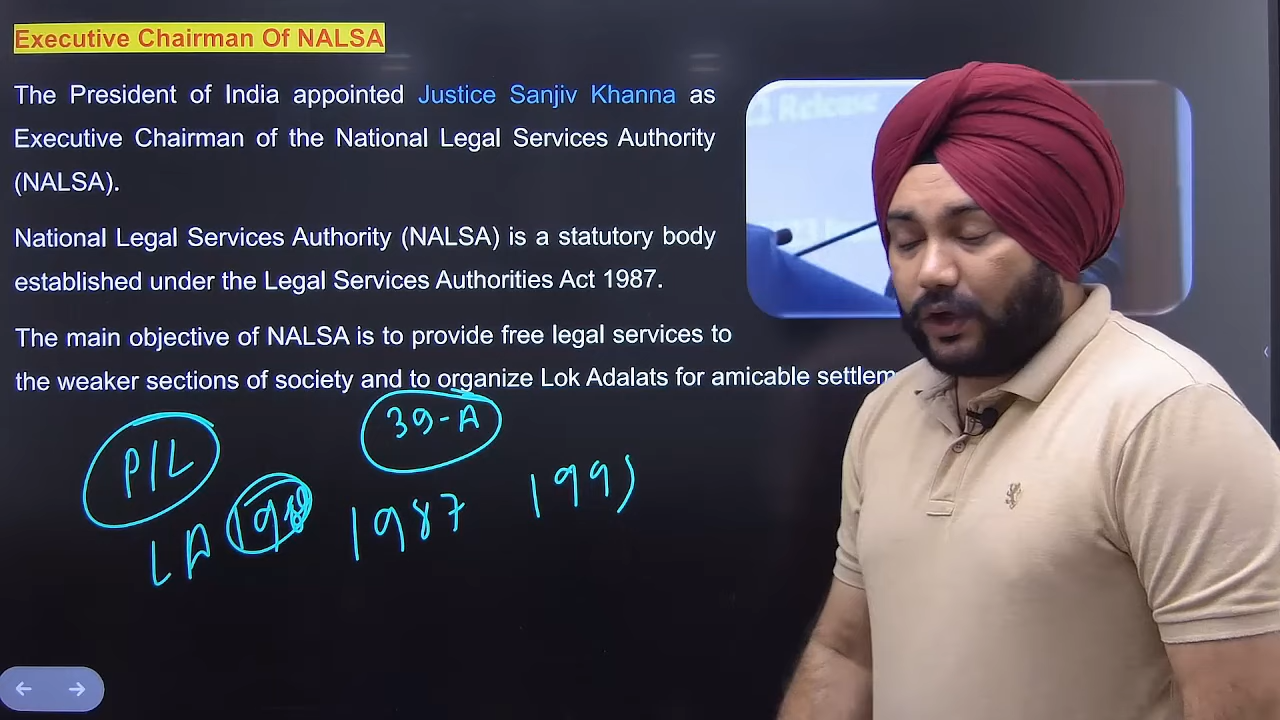 Executive Chairman Of NALSA
The President of India appointed Justice Sanjiv Khanna as
Executive Chairman of the National Legal Services Authority
(NALSA).
National Legal Services Authority (NALSA) is a statutory body
established under the Legal Services Authorities Act 1987.
The main objective of NALSA is to provide free legal services to
the weaker sections of society and to organize Lok Adalats for amicable settlem
Release
39-A
PIL
LA 1987 1995